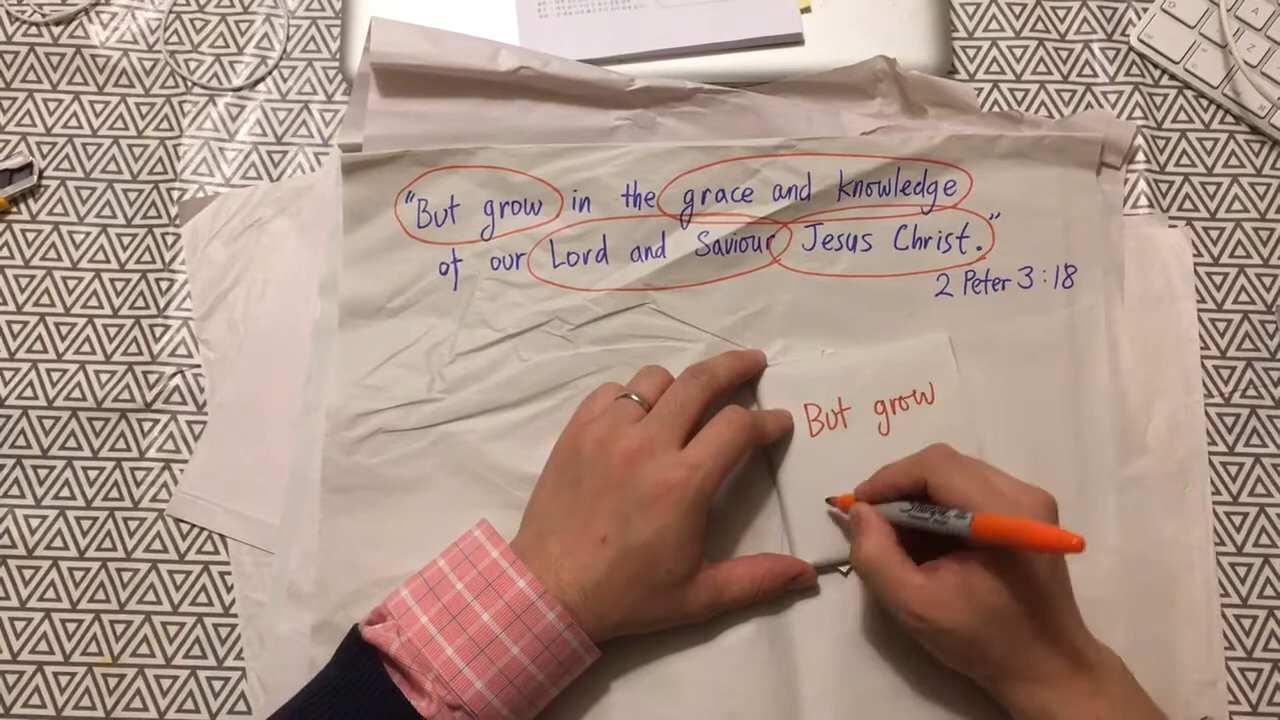 "But grow in the grace and knowledge
of our Lord and Saviour Jesus Christ."
2 Peter 3:18
But grow
Sharpie